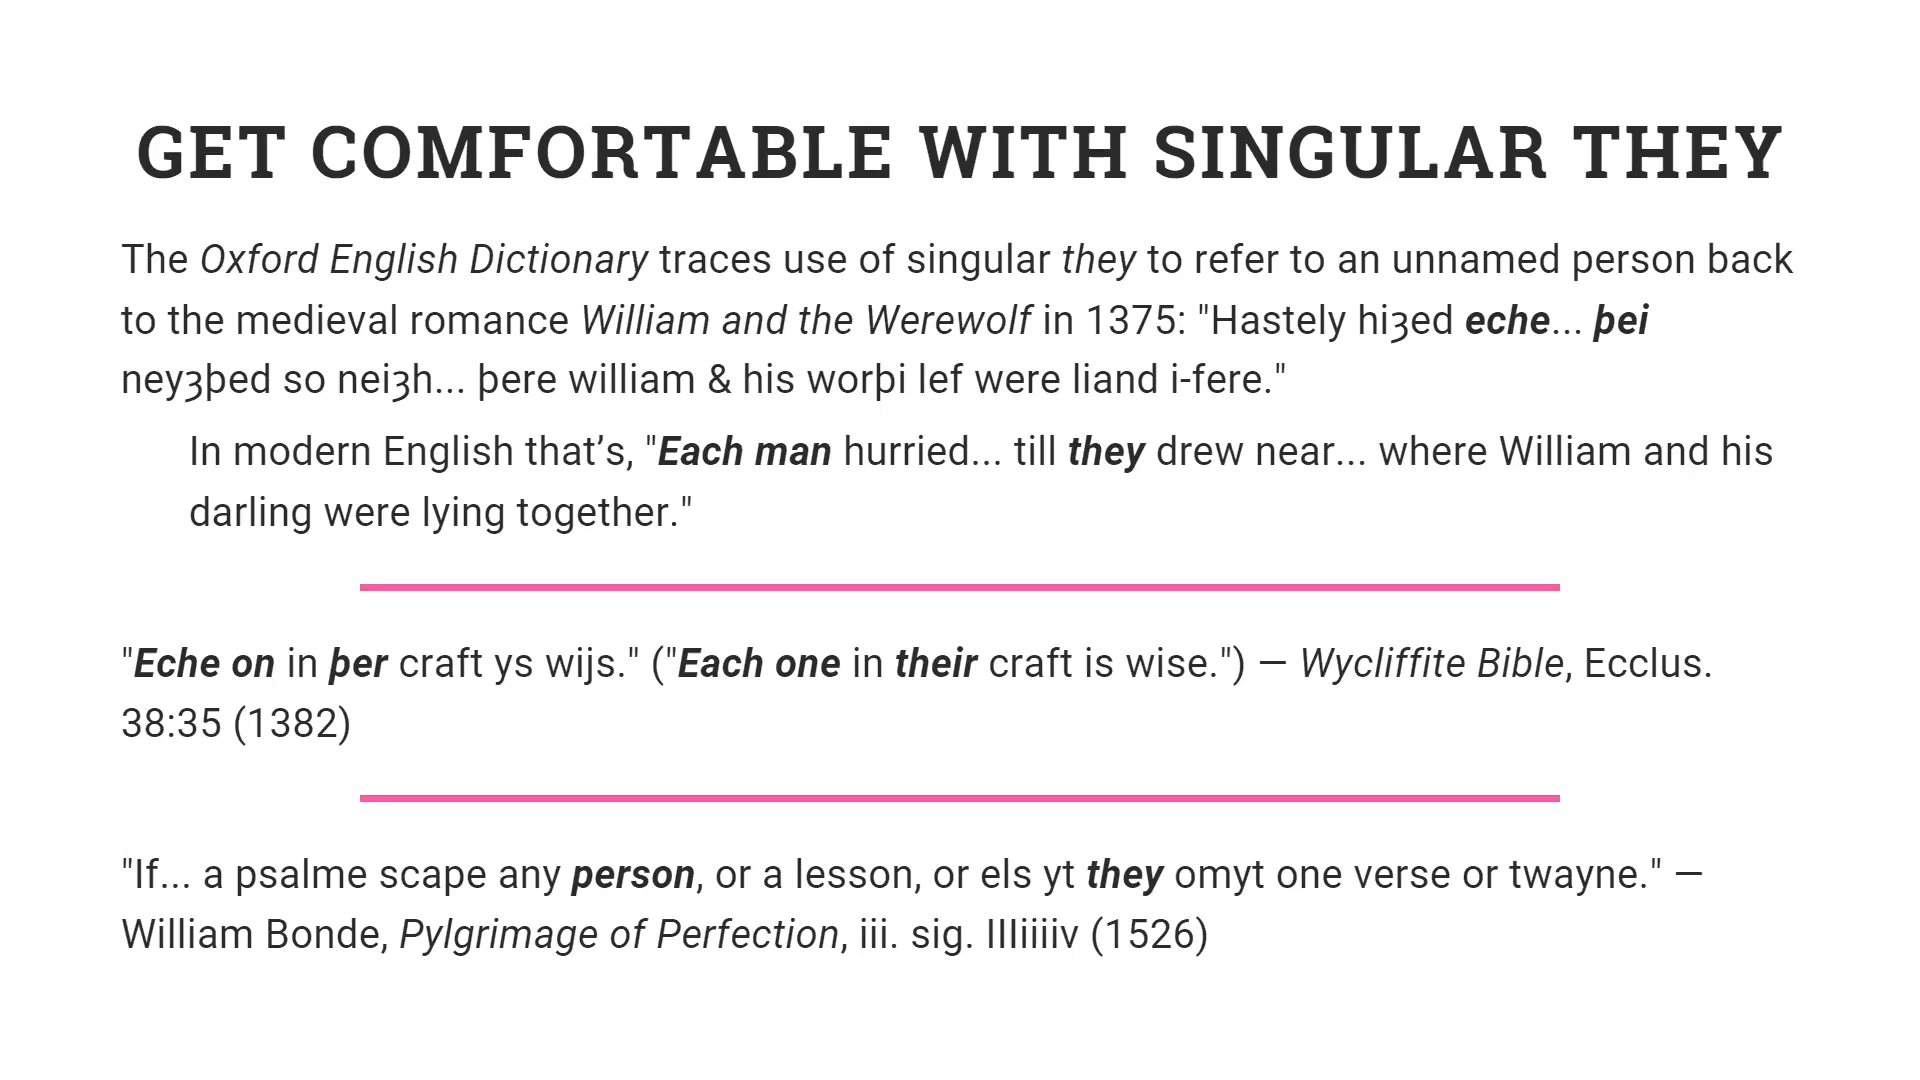 GET COMFORTABLE WITH SINGULAR THEY
The Oxford English Dictionary traces use of singular they to refer to an unnamed person back
to the medieval romance William and the Werewolf in 1375: "Hastely hiȝed eche... þei
neyȝþed so neiȝh... þere william & his worþi lef were liand i-fere."
In modern English that’s, "Each man hurried... till they drew near... where William and his
darling were lying together."
"Eche on in þer craft ys wijs." ("Each one in their craft is wise.") — Wycliffite Bible, Ecclus.
38:35 (1382)
"If... a psalme scape any person, or a lesson, or els yt they omyt one verse or twayne." —
William Bonde, Pylgrimage of Perfection, iii. sig. IIIiiiiv (1526)